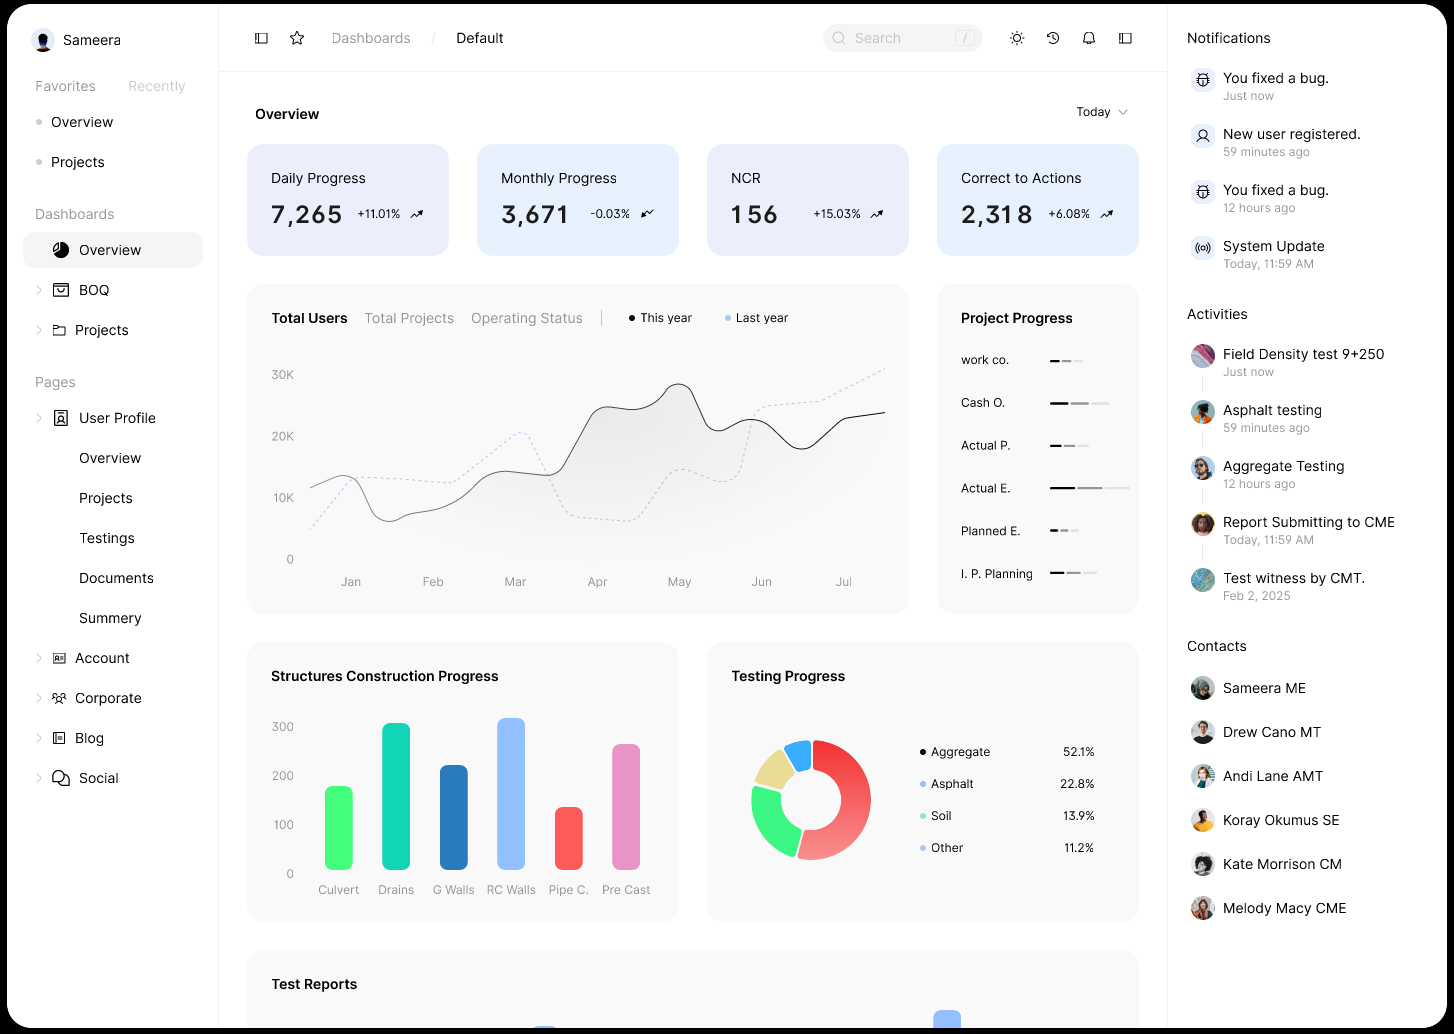 Sameera
Favorites Recently
Overview
Projects
Dashboards
Overview
BOQ
Projects
Pages
User Profile
Overview
Projects
Testings
Documents
Summery
Account
Corporate
Blog
Social
Dashboards / Default
Search /
Overview
Today
Daily Progress
7,265 +11.01%
Monthly Progress
3,671 -0.03%
NCR
156 +15.03%
Correct to Actions
2,318 +6.08%
Total Users Total Projects Operating Status This year Last year
30K
20K
10K
0
Jan Feb Mar Apr May Jun Jul
Project Progress
work co.
Cash O.
Actual P.
Actual E.
Planned E.
I. P. Planning
Structures Construction Progress
300
200
100
0
Culvert Drains G Walls RC Walls Pipe C. Pre Cast
Testing Progress
Aggregate 52.1%
Asphalt 22.8%
Soil 13.9%
Other 11.2%
Test Reports
Notifications
You fixed a bug.
Just now
New user registered.
59 minutes ago
You fixed a bug.
12 hours ago
System Update
Today, 11:59 AM
Activities
Field Density test 9+250
Just now
Asphalt testing
59 minutes ago
Aggregate Testing
12 hours ago
Report Submitting to CME
Today, 11:59 AM
Test witness by CMT.
Feb 2, 2025
Contacts
Sameera ME
Drew Cano MT
Andi Lane AMT
Koray Okumus SE
Kate Morrison CM
Melody Macy CME